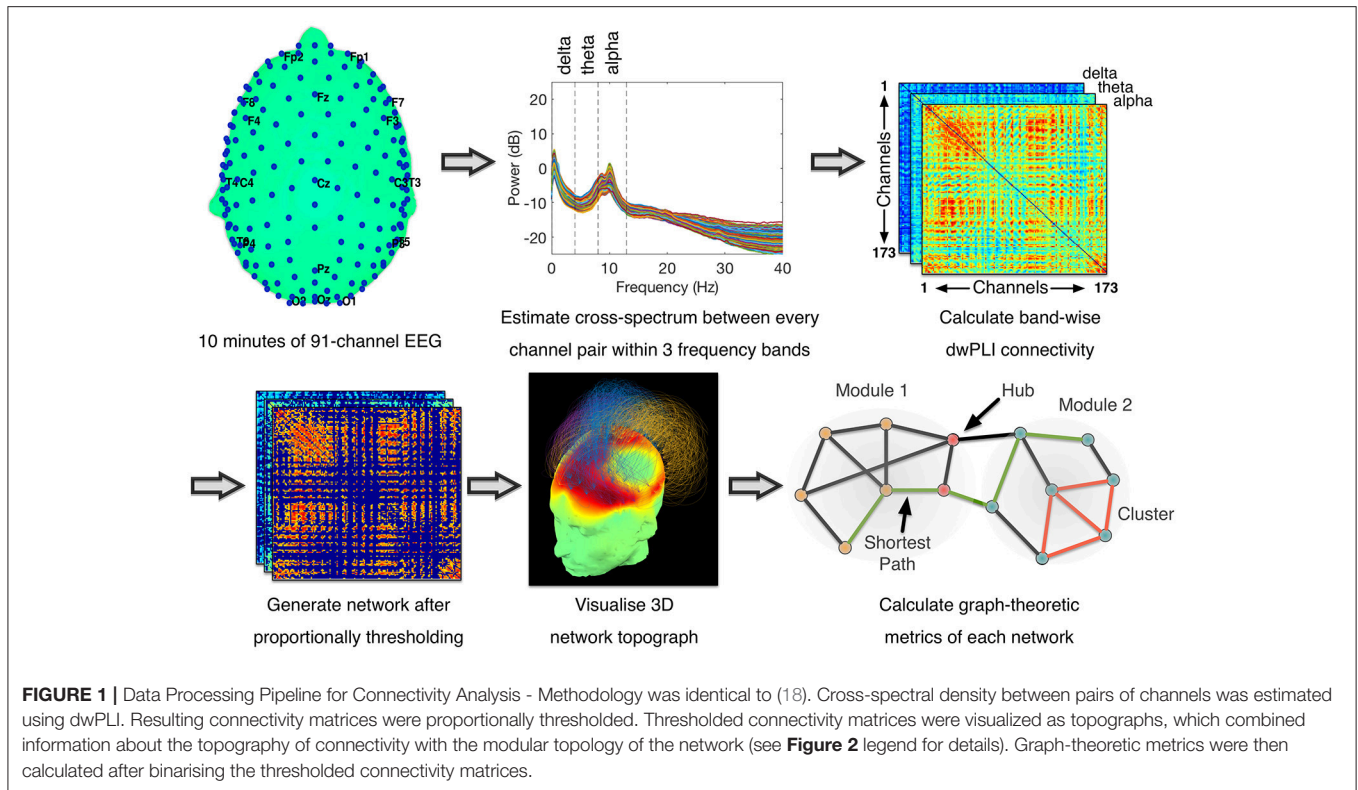 Fp2 Fp1
Fz
F8 F7
F4 F3
T4 C4 Cz C3 T3
Pz
O2 Oz O1
10 minutes of 91-channel EEG
delta
theta
alpha
Power (dB)
20
10
0
-10
-20
0 10 20 30 40
Frequency (Hz)
Estimate cross-spectrum between every
channel pair within 3 frequency bands
delta
theta
alpha
1
Channels
173
1 Channels 173
Calculate band-wise
dwPLI connectivity
Generate network after
proportionally thresholding
Visualise 3D
network topograph
Module 1
Hub
Module 2
Cluster
Shortest
Path
Calculate graph-theoretic
metrics of each network
FIGURE 1 | Data Processing Pipeline for Connectivity Analysis - Methodology was identical to (18). Cross-spectral density between pairs of channels was estimated
using dwPLI. Resulting connectivity matrices were proportionally thresholded. Thresholded connectivity matrices were visualized as topographs, which combined
information about the topography of connectivity with the modular topology of the network (see Figure 2 legend for details). Graph-theoretic metrics were then
calculated after binarising the thresholded connectivity matrices.